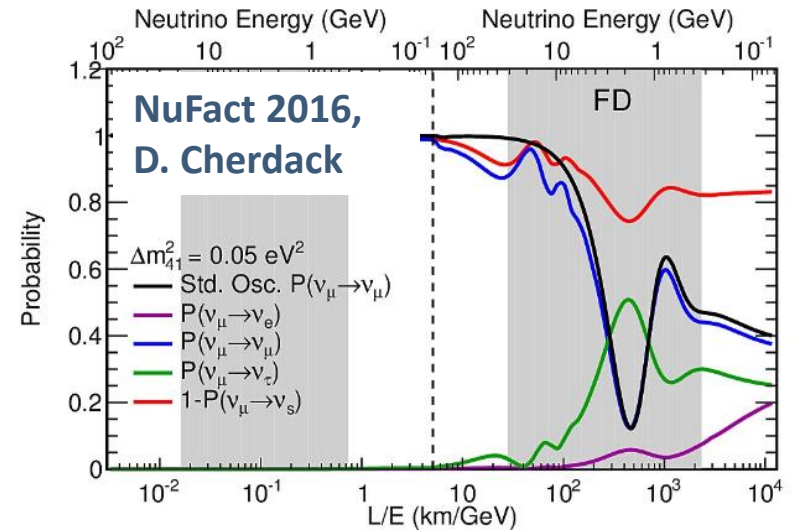 Neutrino Energy (GeV) Neutrino Energy (GeV)
10² 10 1 10⁻¹ 10² 10 1 10⁻¹
1.2
1
0.8
0.6
0.4
0.2
0
Probability
NuFact 2016,
D. Cherdack
FD
Δm²₄₁ = 0.05 eV²
Std. Osc. P(νμ→νμ)
P(νμ→νe)
P(νμ→νμ)
P(νμ→ντ)
1-P(νμ→νs)
10⁻² 10⁻¹ 1 10 10² 10³ 10⁴
L/E (km/GeV)